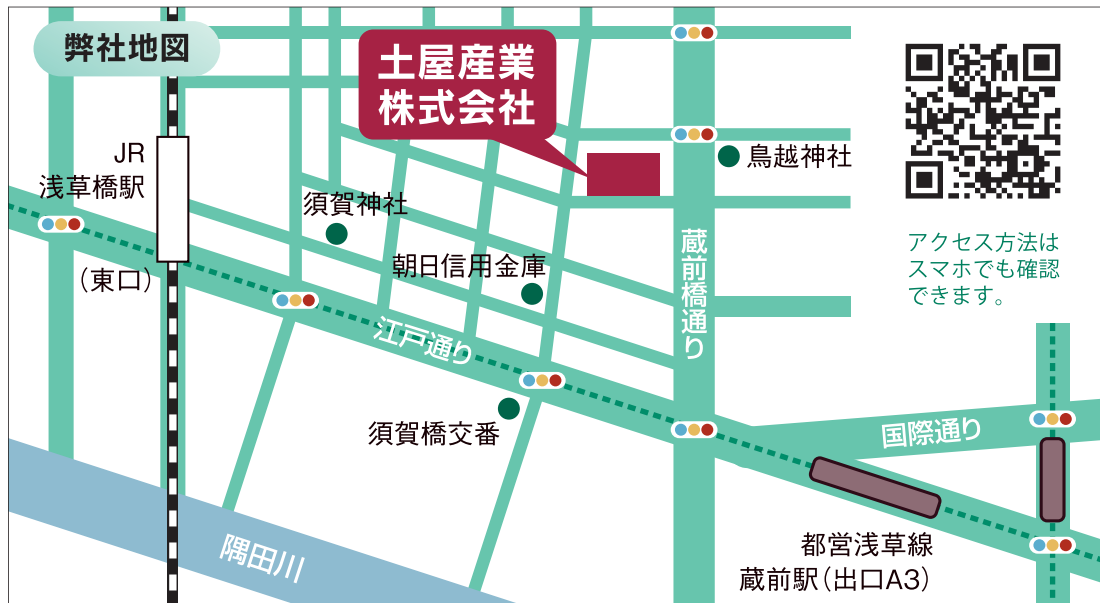 弊社地図
土屋産業
株式会社
JR
浅草橋駅
（東口）
須賀神社
朝日信用金庫
鳥越神社
蔵前橋通り
江戸通り
須賀橋交番
国際通り
隅田川
都営浅草線
蔵前駅（出口A3）
アクセス方法は
スマホでも確認
できます。